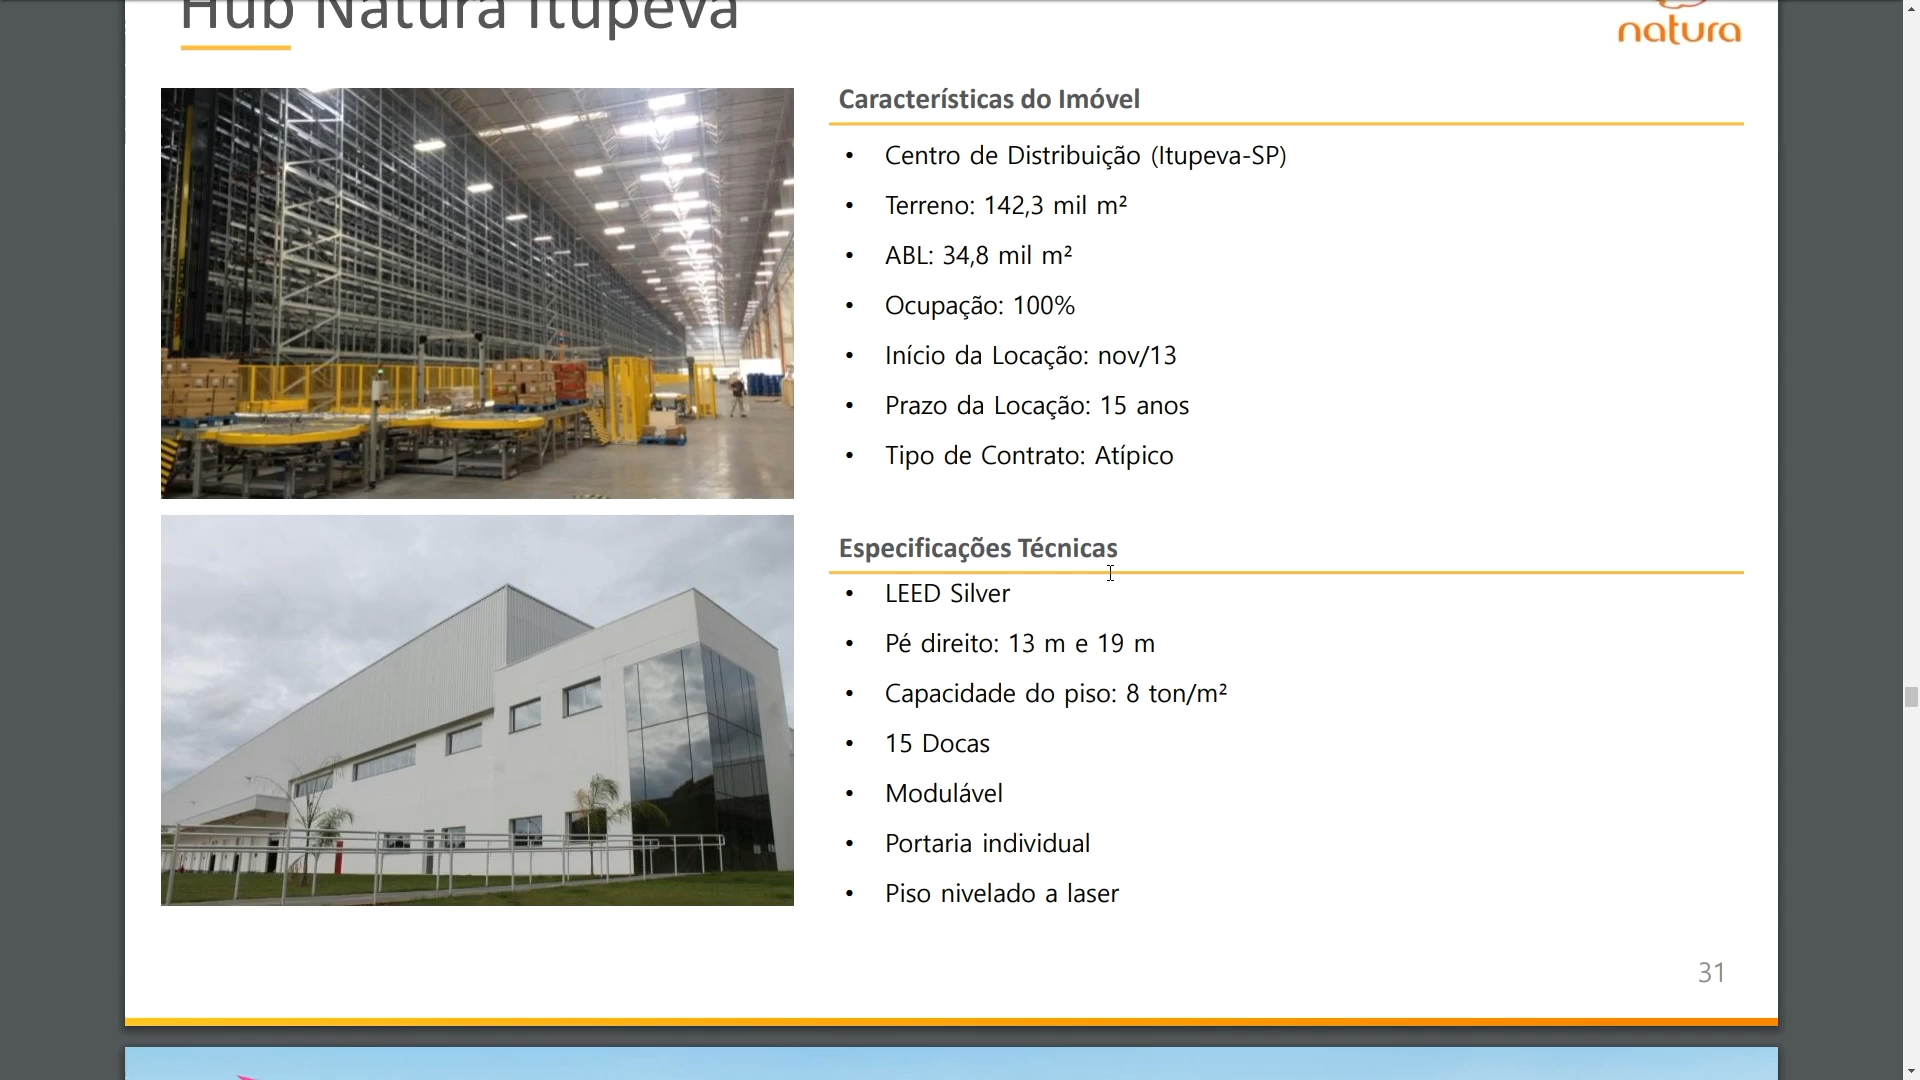 Hub Natura Itupeva
natura
Características do Imóvel
• Centro de Distribuição (Itupeva-SP)
• Terreno: 142,3 mil m²
• ABL: 34,8 mil m²
• Ocupação: 100%
• Início da Locação: nov/13
• Prazo da Locação: 15 anos
• Tipo de Contrato: Atípico
Especificações Técnicas
• LEED Silver
• Pé direito: 13 m e 19 m
• Capacidade do piso: 8 ton/m²
• 15 Docas
• Modulável
• Portaria individual
• Piso nivelado a laser
31